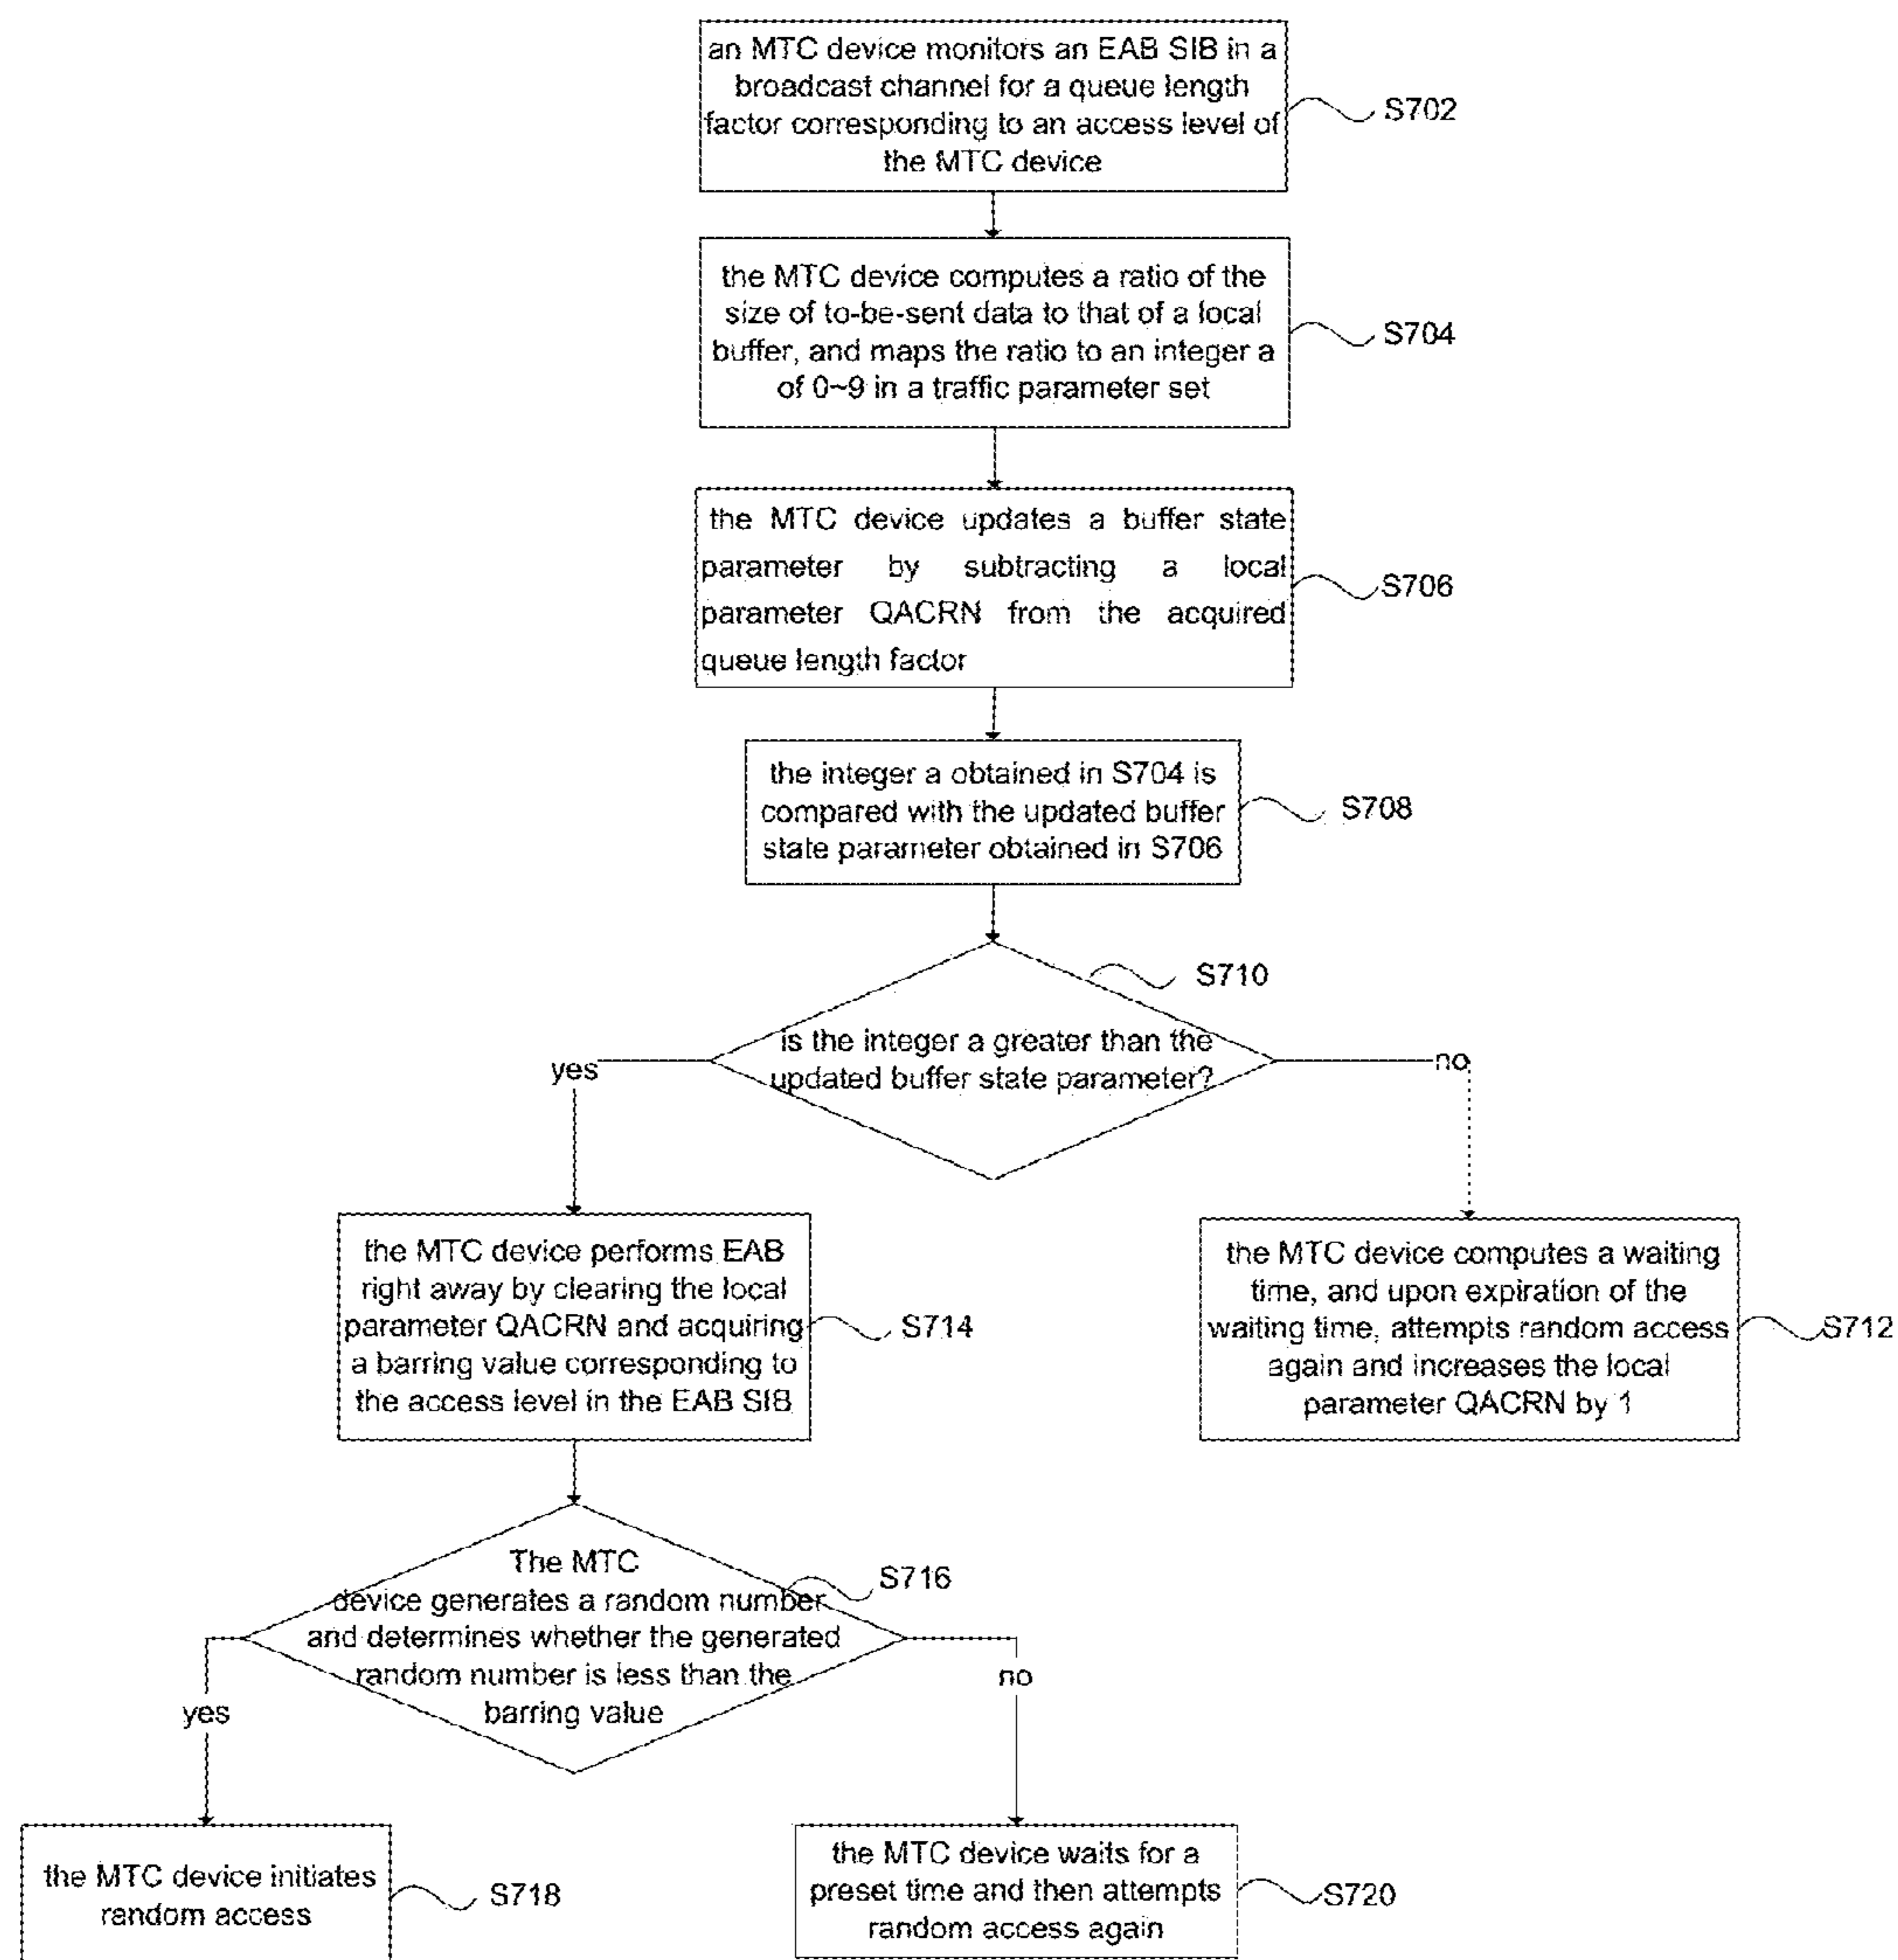 an MTC device monitors an EAB SIB in a
broadcast channel for a queue length
factor corresponding to an access level of
the MTC device
S702
the MTC device computes a ratio of the
size of to-be-sent data to that of a local
buffer, and maps the ratio to an integer a
of 0~9 in a traffic parameter set
S704
the MTC device updates a buffer state
parameter by subtracting a local
parameter QACRN from the acquired
queue length factor
S706
the integer a obtained in S704 is
compared with the updated buffer
state parameter obtained in S706
S708
S710
is the integer a greater than the
updated buffer state parameter?
yes
no
the MTC device performs EAB
right away by clearing the local
parameter QACRN and acquiring
a barring value corresponding to
the access level in the EAB SIB
S714
the MTC device computes a waiting
time, and upon expiration of the
waiting time, attempts random access
again and increases the local
parameter QACRN by 1
S712
The MTC
device generates a random number
and determines whether the generated
random number is less than the
barring value
S716
yes
no
the MTC device initiates
random access
S718
the MTC device waits for a
preset time and then attempts
random access again
S720